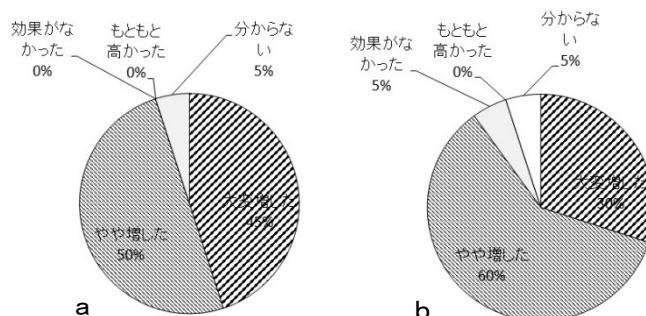 効果がな
かった
0%
もともと
高かった
0%
分からな
い
5%
大変増した
45%
やや増した
50%
a
効果がな
かった
5%
もともと
高かった
0%
分からな
い
5%
大変増した
30%
やや増した
60%
b